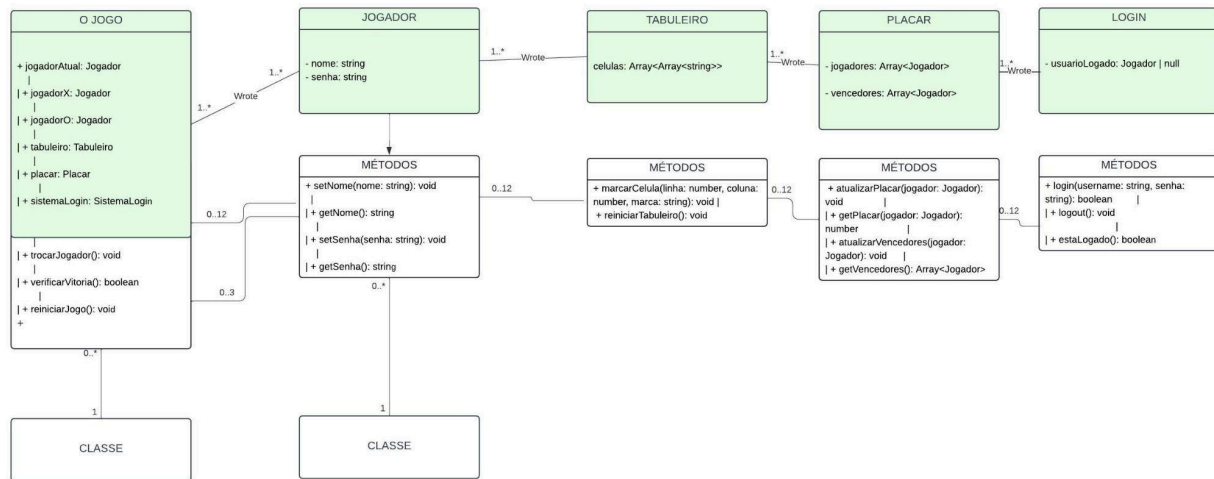 O JOGO
+ jogadorAtual: Jogador
|
| + jogadorX: Jogador
|
| + jogadorO: Jogador
|
| + tabuleiro: Tabuleiro
|
| + placar: Placar
|
| + sistemaLogin: SistemaLogin
|
| + trocarJogador(): void
|
| + verificarVitoria(): boolean
|
| + reiniciarJogo(): void
+
0..*
1
CLASSE
1..*
Wrote
1..*
0..12
0..3
JOGADOR
- nome: string
- senha: string
MÉTODOS
+ setNome(nome: string): void
|
| + getNome(): string
|
| + setSenha(senha: string): void
|
| + getSenha(): string
0..*
1
CLASSE
1..*
Wrote
0..12
TABULEIRO
celulas: Array<Array<string>>
MÉTODOS
+ marcarCelula(linha: number, coluna:
number, marca: string): void |
+ reiniciarTabuleiro(): void
1..*
Wrote
0..12
PLACAR
- jogadores: Array<Jogador>
- vencedores: Array<Jogador>
MÉTODOS
+ atualizarPlacar(jogador: Jogador):
void |
| + getPlacar(jogador: Jogador):
number |
| + atualizarVencedores(jogador:
Jogador): void |
| + getVencedores(): Array<Jogador>
1..*
Wrote
0..12
LOGIN
- usuarioLogado: Jogador | null
MÉTODOS
+ login(username: string, senha:
string): boolean |
| + logout(): void
|
| + estaLogado(): boolean